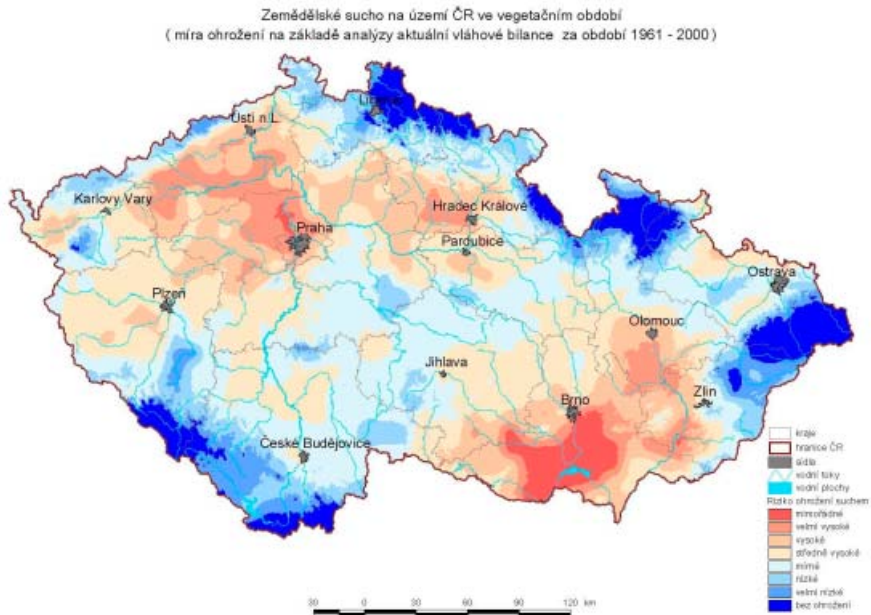 Zemědělské sucho na území ČR ve vegetačním období
( míra ohrožení na základě analýzy aktuální vláhové bilance za období 1961 - 2000 )
Liberec
Ústí n.L.
Karlovy Vary
Hradec Králové
Praha
Pardubice
Ostrava
Plzeň
Olomouc
Jihlava
Zlín
Brno
České Budějovice
kraje
hranice ČR
sídla
vodní toky
vodní plochy
Riziko ohrožení suchem
mimořádné
velmi vysoké
vysoké
středně vysoké
mírné
nízké
velmi nízké
bez ohrožení
30 0 30 60 90 120 km